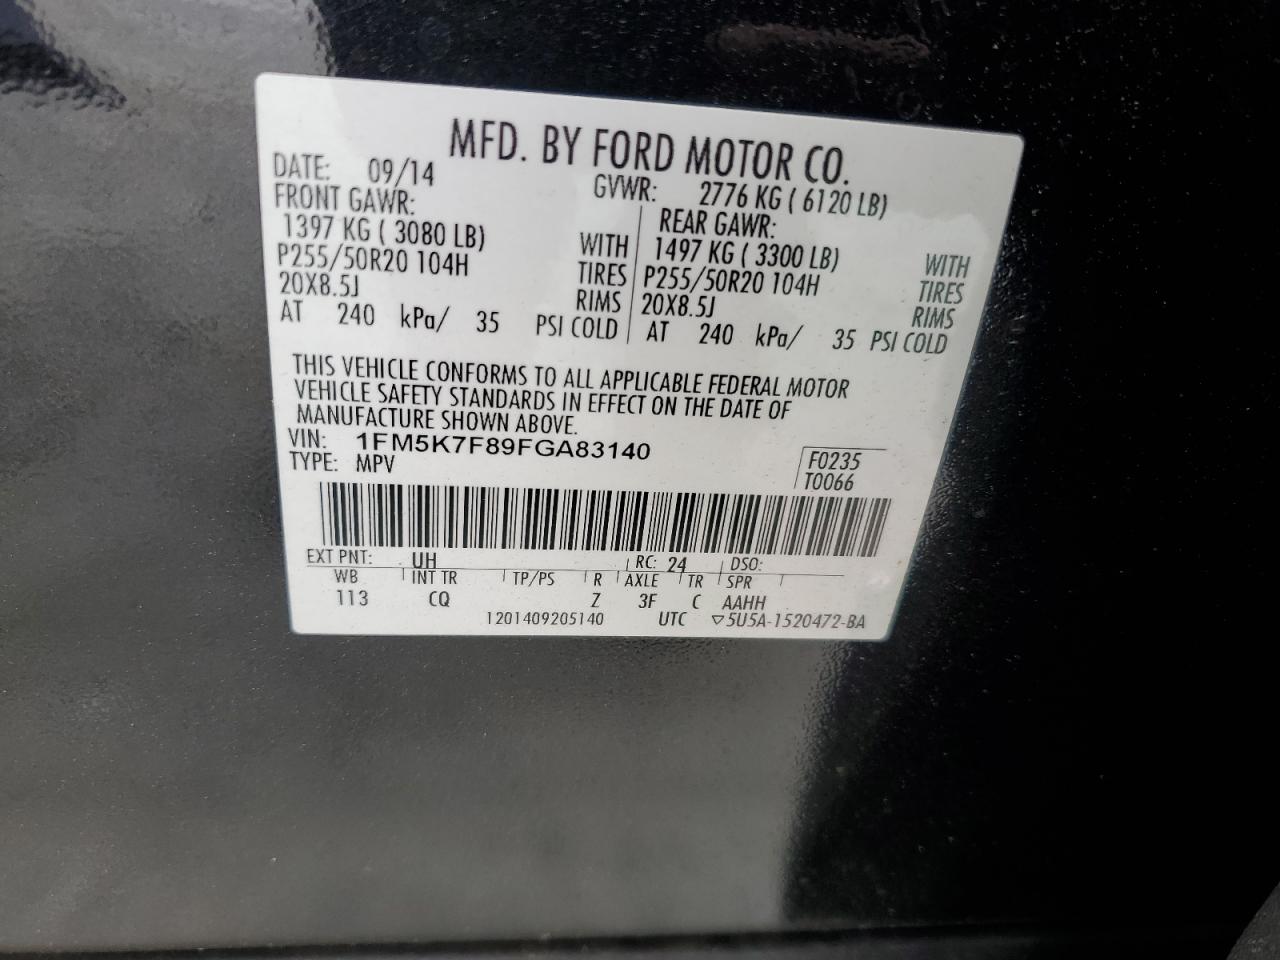 MFD. BY FORD MOTOR CO.
DATE: 09/14 GVWR: 2776 KG ( 6120 LB)
FRONT GAWR: REAR GAWR:
1397 KG ( 3080 LB) WITH 1497 KG ( 3300 LB) WITH
P255/50R20 104H TIRES P255/50R20 104H TIRES
20X8.5J RIMS 20X8.5J RIMS
AT 240 kPa/ 35 PSI COLD AT 240 kPa/ 35 PSI COLD
THIS VEHICLE CONFORMS TO ALL APPLICABLE FEDERAL MOTOR
VEHICLE SAFETY STANDARDS IN EFFECT ON THE DATE OF
MANUFACTURE SHOWN ABOVE.
VIN: 1FM5K7F89FGA83140
TYPE: MPV
F0235
T0066
EXT PNT: UH RC: 24 DSO:
WB INT TR TP/PS R AXLE TR SPR
113 CQ Z 3F C AAHH
1201409205140 UTC ▽5U5A-1520472-BA